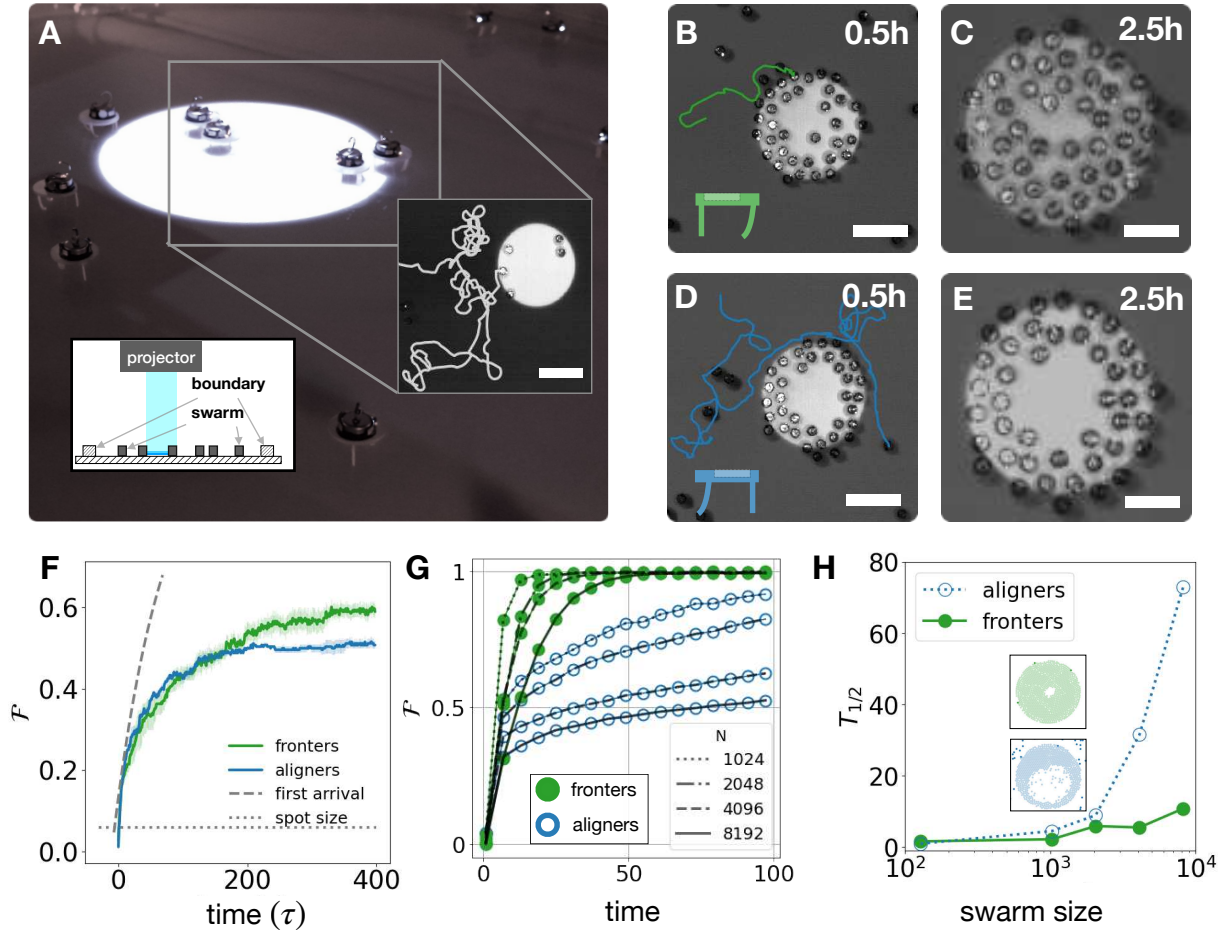 A
projector
boundary
swarm
B
0.5h
C
2.5h
D
0.5h
E
2.5h
F
0.6
0.4
0.2
0.0
ℱ
fronters
aligners
first arrival
spot size
0
200
400
time (τ)
G
1
0.5
0
ℱ
N
1024
2048
4096
8192
fronters
aligners
0
50
100
time
H
80
60
40
20
0
T1/2
aligners
fronters
10²
10³
10⁴
swarm size